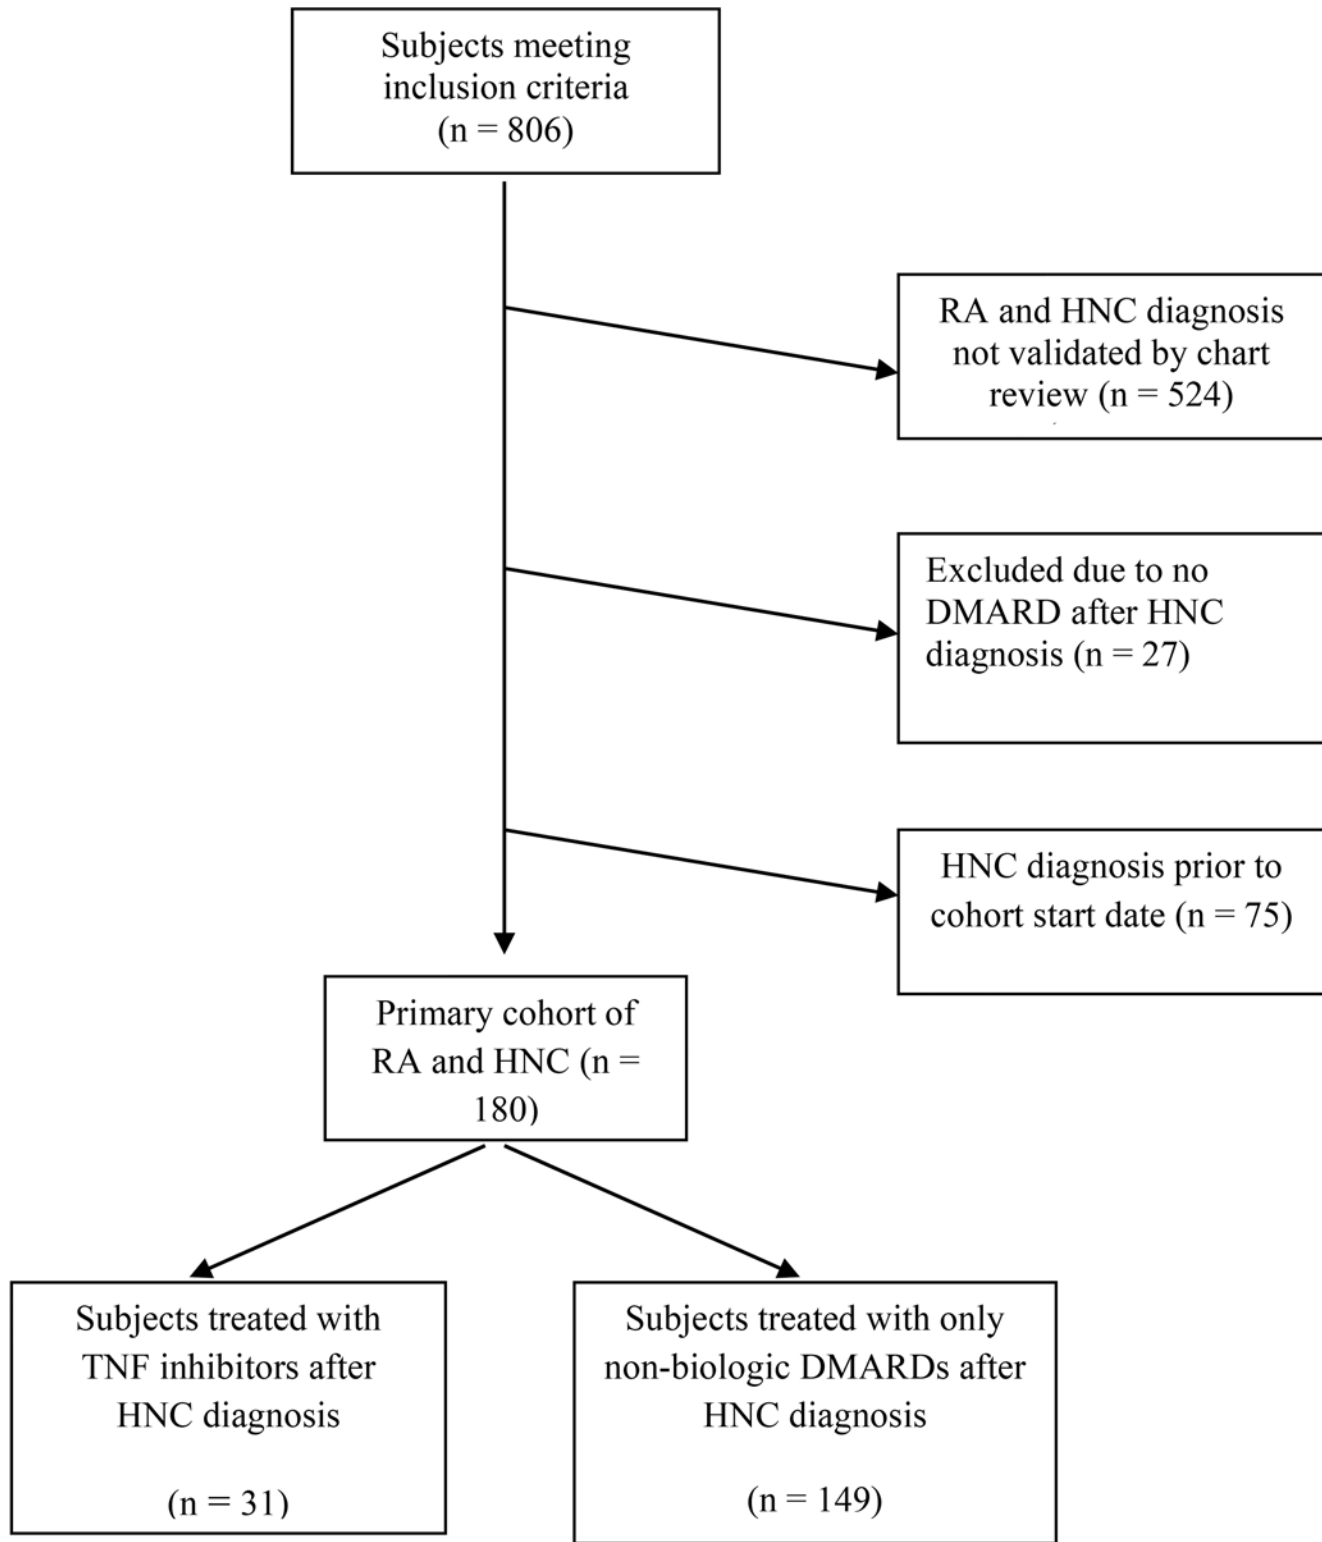 Subjects meeting
inclusion criteria
(n = 806)
RA and HNC diagnosis
not validated by chart
review (n = 524)
Excluded due to no
DMARD after HNC
diagnosis (n = 27)
HNC diagnosis prior to
cohort start date (n = 75)
Primary cohort of
RA and HNC (n =
180)
Subjects treated with
TNF inhibitors after
HNC diagnosis
(n = 31)
Subjects treated with only
non-biologic DMARDs after
HNC diagnosis
(n = 149)